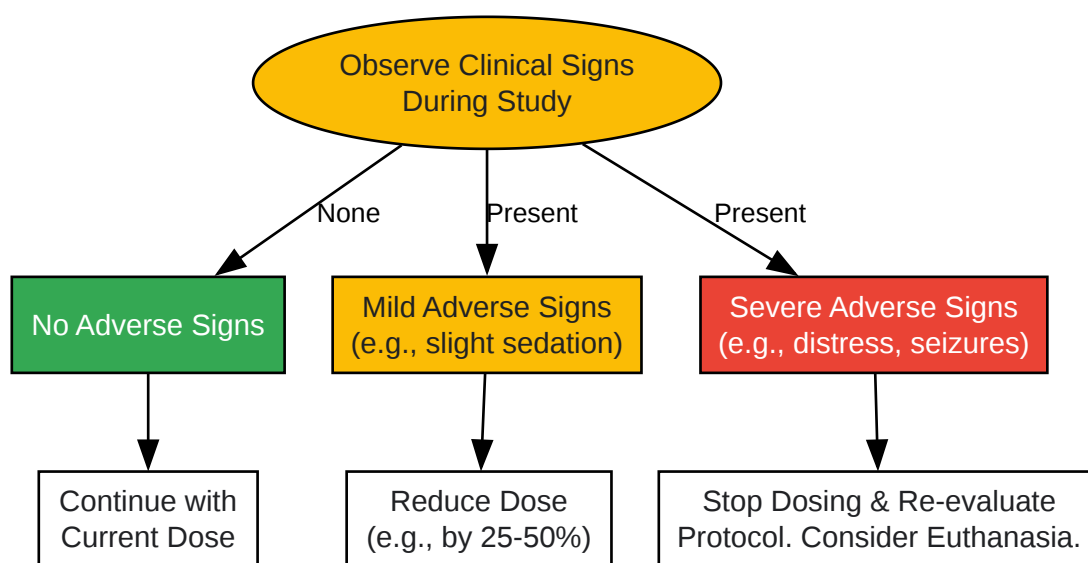 Observe Clinical Signs
During Study
None
Present
Present
No Adverse Signs
Mild Adverse Signs
(e.g., slight sedation)
Severe Adverse Signs
(e.g., distress, seizures)
Continue with
Current Dose
Reduce Dose
(e.g., by 25-50%)
Stop Dosing & Re-evaluate
Protocol. Consider Euthanasia.